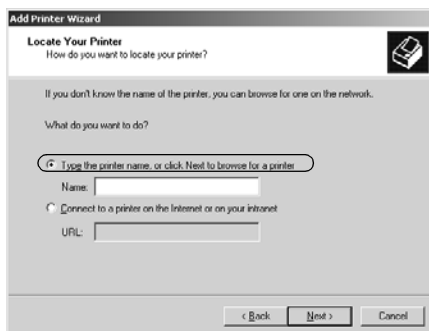 Add Printer Wizard
Locate Your Printer
How do you want to locate your printer?
If you don't know the name of the printer, you can browse for one on the network.
What do you want to do?
Type the printer name, or click Next to browse for a printer
Name:
Connect to a printer on the Internet or on your intranet
URL:
< Back
Next >
Cancel